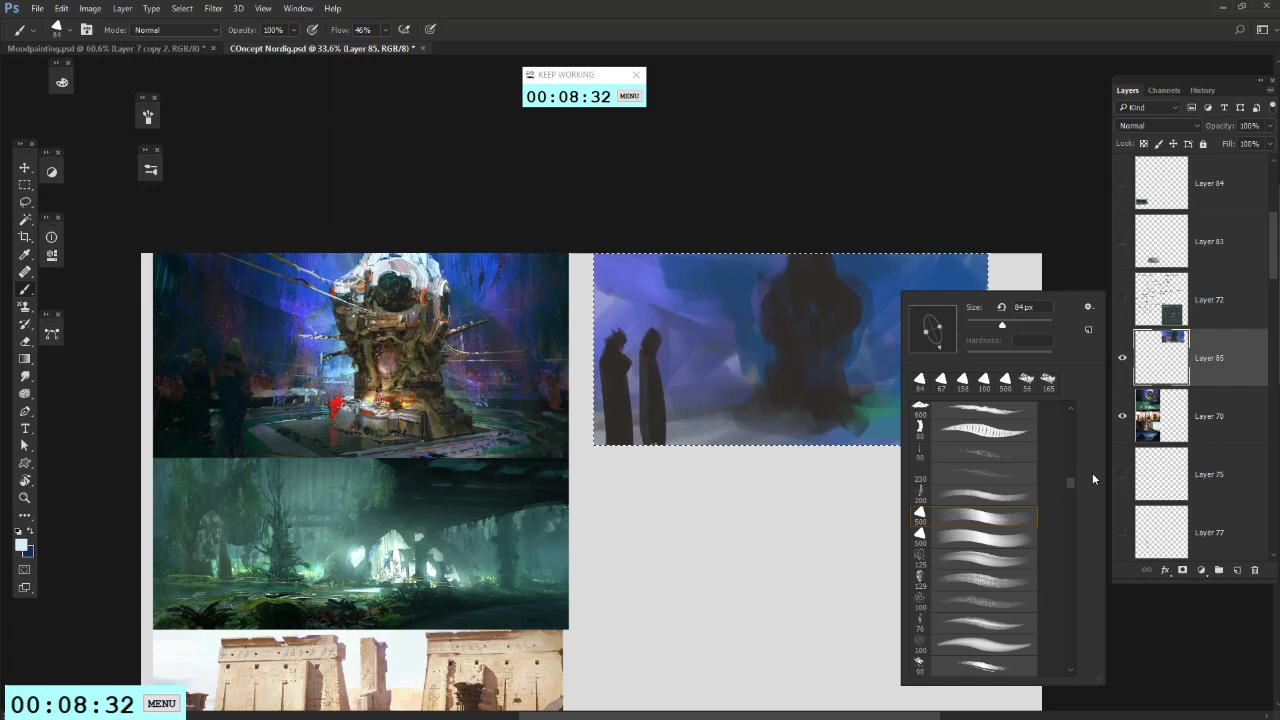 Ps File Edit Image Layer Type Select Filter 3D View Window Help
84 Mode: Normal Opacity: 100% Flow: 46%
Moodpainting.psd @ 60,6% (Layer 7 copy 2, RGB/8) * × COncept Nordig.psd @ 33,6% (Layer 85, RGB/8) * ×
KEEP WORKING
00:08:32 MENU
Layers Channels History
Kind
Normal Opacity: 100%
Lock: Fill: 100%
Layer 84
Layer 83
Layer 72
Layer 85
Layer 70
Layer 75
Layer 77
Size: 84 px
Hardness:
84 67 158 100 500 56 165
600
80
90
230
200
500
500
125
129
100
76
100
90
T
00:08:32 MENU